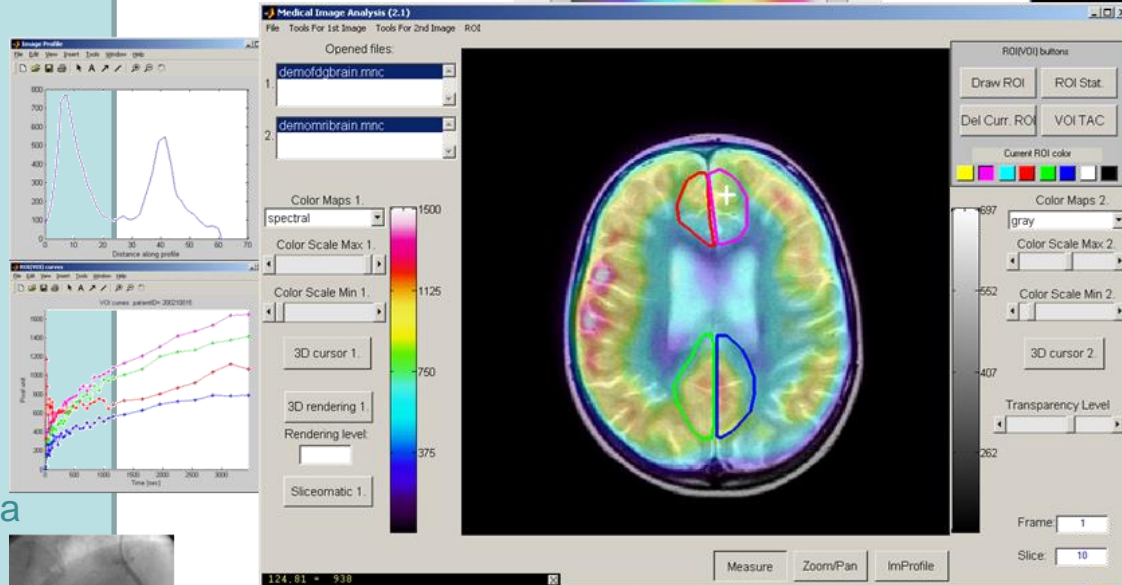 Medical Image Analysis (2.1)
File Tools For 1st Image Tools For 2nd Image ROI
Image Profile
File Edit View Insert Tools Window Help
800
700
600
500
400
300
200
100
0
0 10 20 30 40 50 60 70
Distance along profile
ROI(VOI) curves
File Edit View Insert Tools Window Help
VOI curves
1600
1400
1200
1000
800
600
400
200
0
Pixel unit
0 500 1000 1500 2000 2500 3000
Time [sec]
a
Opened files:
1. demofdgbrain.mnc
2. demomribrain.mnc
Color Maps 1.
spectral
Color Scale Max 1.
Color Scale Min 1.
3D cursor 1.
3D rendering 1.
Rendering level:
Sliceomatic 1.
1500
1125
750
375
124.81 = 938
ROI(VOI) buttons
Draw ROI ROI Stat.
Del Curr. ROI VOI TAC
Current ROI color
697
552
407
262
Color Maps 2.
gray
Color Scale Max 2.
Color Scale Min 2.
3D cursor 2.
Transparency Level
Frame: 1
Slice: 10
Measure Zoom/Pan ImProfile